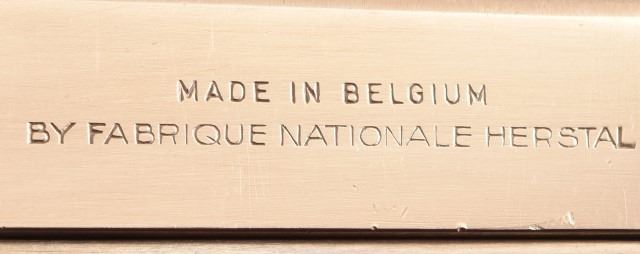 MADE IN BELGIUM
BY FABRIQUE NATIONALE HERSTAL